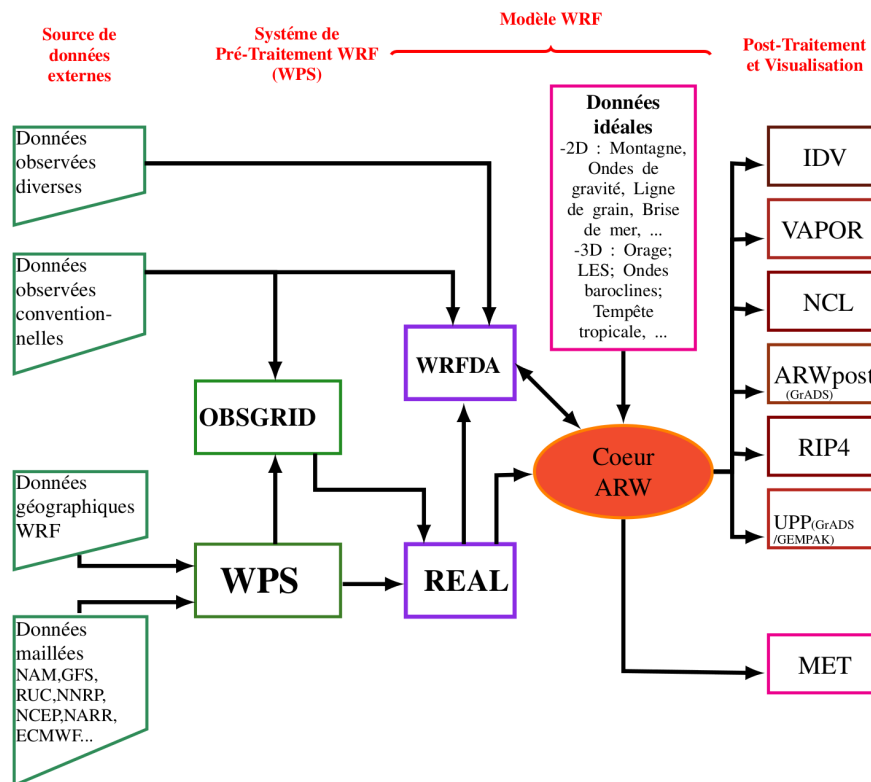 Source de
données
externes
Systéme de
Pré-Traitement WRF
(WPS)
Modèle WRF
Post-Traitement
et Visualisation
Données
observées
diverses
Données
observées
convention-
nelles
Données
géographiques
WRF
Données
maillées
NAM,GFS,
RUC,NNRP,
NCEP,NARR,
ECMWF...
OBSGRID
WPS
WRFDA
REAL
Données
idéales
-2D : Montagne,
Ondes de
gravité, Ligne
de grain, Brise
de mer, ...
-3D : Orage;
LES; Ondes
baroclines;
Tempête
tropicale, ...
Coeur
ARW
IDV
VAPOR
NCL
ARWpost
(GrADS)
RIP4
UPP(GrADS
/GEMPAK)
MET